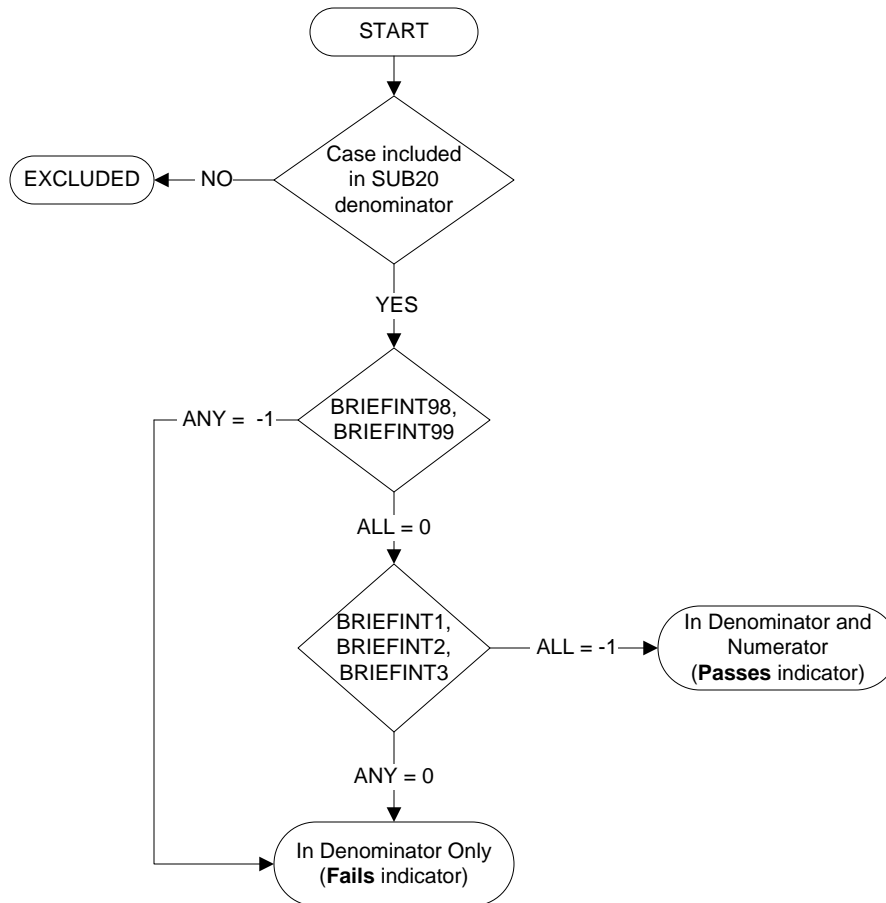 START
Case included
in SUB20
denominator
EXCLUDED
NO
YES
BRIEFINT98,
BRIEFINT99
ANY = -1
ALL = 0
BRIEFINT1,
BRIEFINT2,
BRIEFINT3
ALL = -1
In Denominator and
Numerator
(Passes indicator)
ANY = 0
In Denominator Only
(Fails indicator)